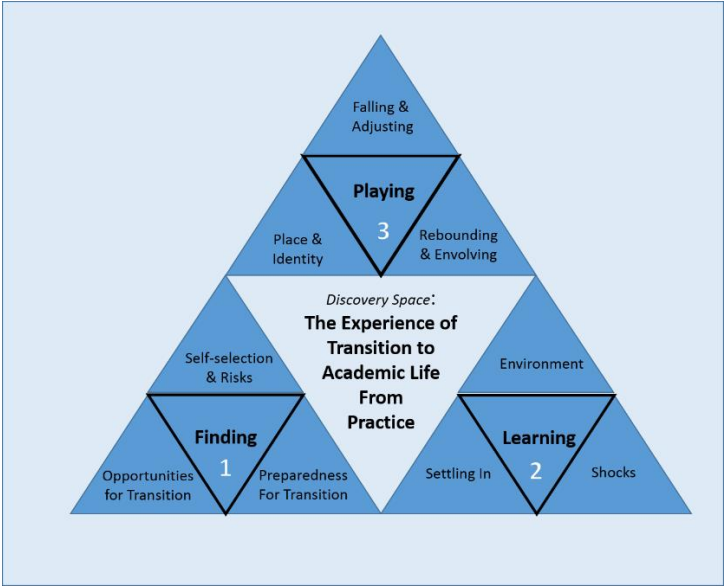 Falling &
Adjusting
Playing
3
Place &
Identity
Rebounding
& Envolving
Discovery Space:
The Experience of
Transition to
Academic Life
From
Practice
Self-selection
& Risks
Finding
1
Opportunities
for Transition
Preparedness
For Transition
Environment
Learning
2
Settling In
Shocks